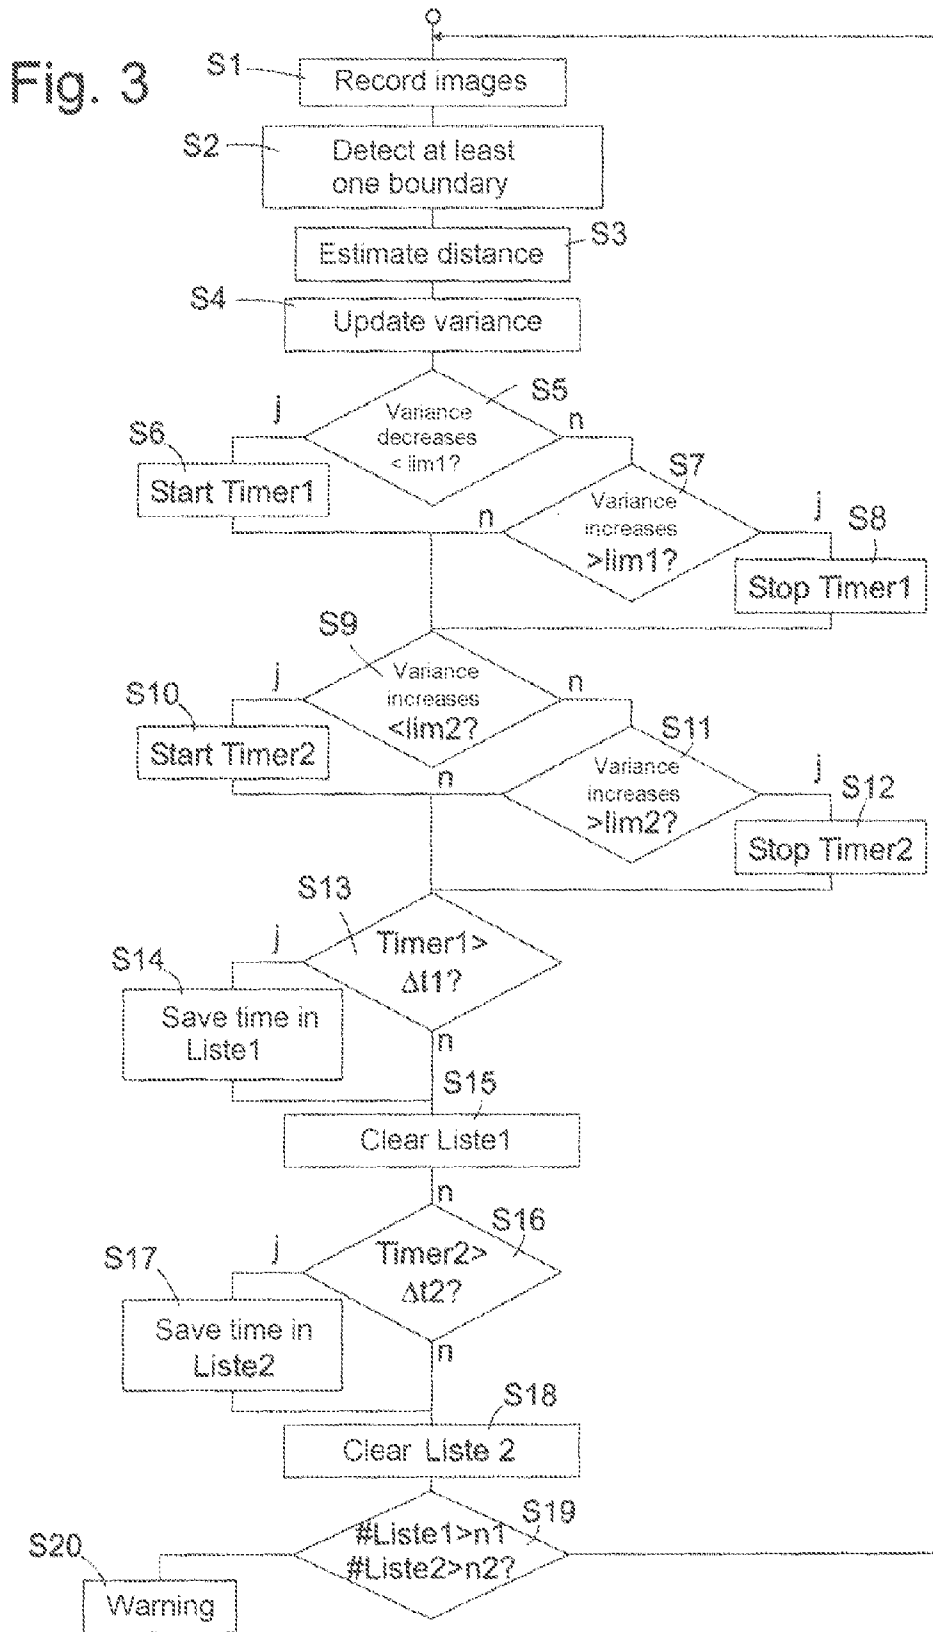 Fig. 3
S1
Record images
S2
Detect at least
one boundary
S3
Estimate distance
S4
Update variance
S5
Variance
decreases
< lim1?
j
n
S6
Start Timer1
S7
Variance
increases
>lim1?
n
j
S8
Stop Timer1
S9
Variance
increases
<lim2?
j
n
S10
Start Timer2
S11
Variance
increases
>lim2?
n
j
S12
Stop Timer2
S13
Timer1>
Δt1?
j
n
S14
Save time in
Liste1
S15
Clear Liste1
n
S16
Timer2>
Δt2?
j
n
S17
Save time in
Liste2
S18
Clear Liste 2
S19
#Liste1>n1
#Liste2>n2?
S20
Warning